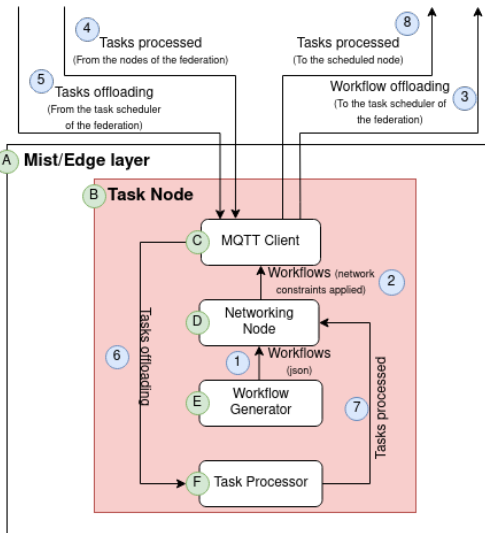 4
Tasks processed
(From the nodes of the federation)
8
Tasks processed
(To the scheduled node)
5
Tasks offloading
(From the task scheduler
of the federation)
Workflow offloading
(To the task scheduler of
the federation)
3
A Mist/Edge layer
B Task Node
C MQTT Client
Workflows (network
constraints applied)
2
D Networking
Node
1 Workflows
(json)
E Workflow
Generator
6 Tasks offloading
7 Tasks processed
F Task Processor